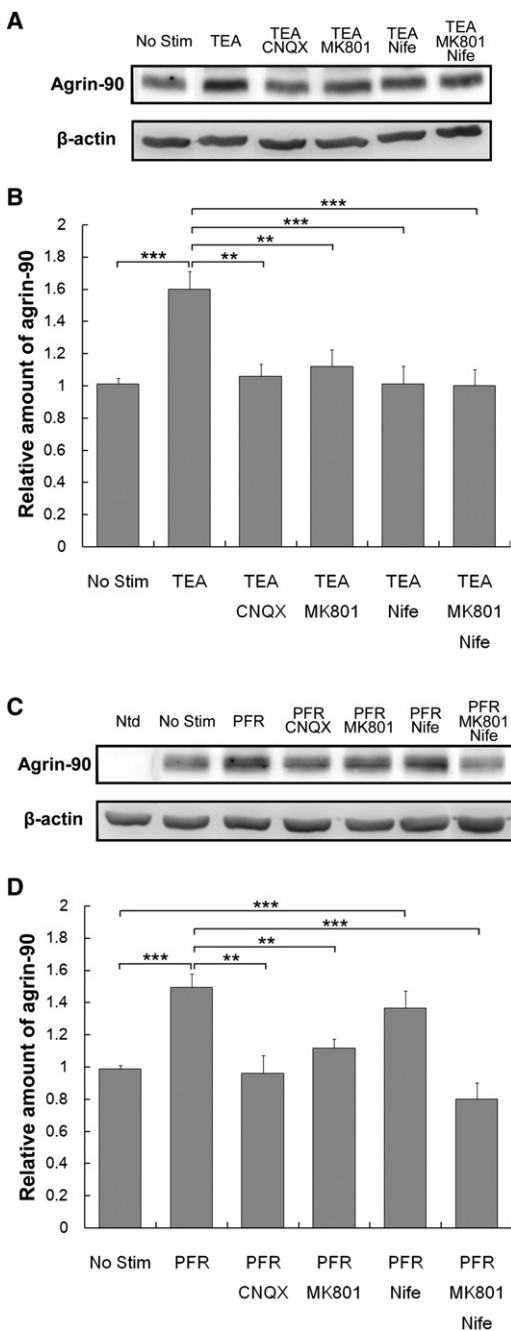 A
No Stim TEA TEA CNQX TEA MK801 TEA Nife TEA MK801 Nife
Agrin-90
β-actin
B
Relative amount of agrin-90
2
1.8
1.6
1.4
1.2
1
0.8
0.6
0.4
0.2
0
*** ** ** *** ***
No Stim TEA TEA TEA TEA TEA
CNQX MK801 Nife MK801
Nife
C
Ntd No Stim PFR PFR CNQX PFR MK801 PFR Nife PFR MK801 Nife
Agrin-90
β-actin
D
Relative amount of agrin-90
2
1.8
1.6
1.4
1.2
1
0.8
0.6
0.4
0.2
0
***
***
**
*** **
No Stim PFR PFR PFR PFR PFR
CNQX MK801 Nife MK801
Nife